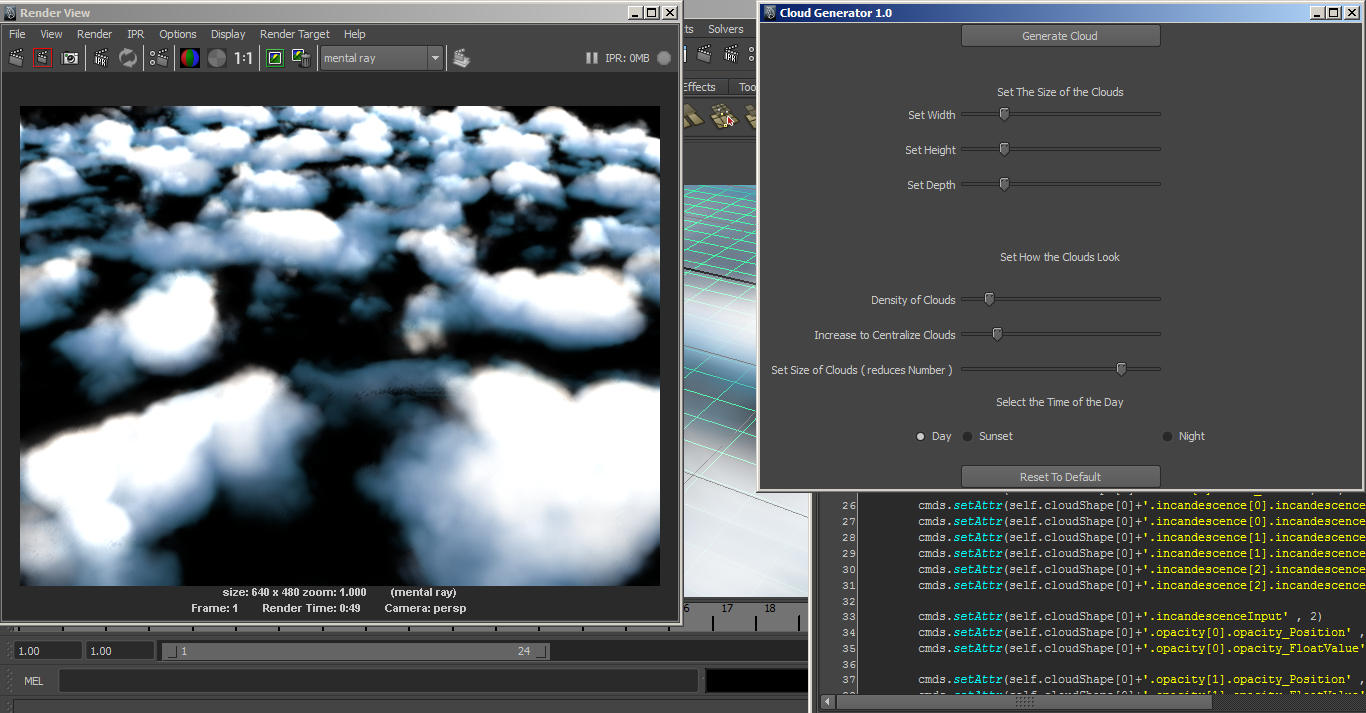 Render View
File View Render IPR Options Display Render Target Help
1:1 mental ray IPR: 0MB
size: 640 x 480 zoom: 1.000 (mental ray)
Frame: 1 Render Time: 0:49 Camera: persp
ts Solvers
Effects Too
17 18
1.00 1.00 1 24
MEL
Cloud Generator 1.0
Generate Cloud
Set The Size of the Clouds
Set Width
Set Height
Set Depth
Set How the Clouds Look
Density of Clouds
Increase to Centralize Clouds
Set Size of Clouds ( reduces Number )
Select the Time of the Day
Day Sunset Night
Reset To Default
26 cmds.setAttr(self.cloudShape[0]+'.incandescence[0].incandescence
27 cmds.setAttr(self.cloudShape[0]+'.incandescence[0].incandescence
28 cmds.setAttr(self.cloudShape[0]+'.incandescence[1].incandescence
29 cmds.setAttr(self.cloudShape[0]+'.incandescence[1].incandescence
30 cmds.setAttr(self.cloudShape[0]+'.incandescence[2].incandescence
31 cmds.setAttr(self.cloudShape[0]+'.incandescence[2].incandescence
32
33 cmds.setAttr(self.cloudShape[0]+'.incandescenceInput' , 2)
34 cmds.setAttr(self.cloudShape[0]+'.opacity[0].opacity_Position' ,
35 cmds.setAttr(self.cloudShape[0]+'.opacity[0].opacity_FloatValue'
36
37 cmds.setAttr(self.cloudShape[0]+'.opacity[1].opacity_Position' ,